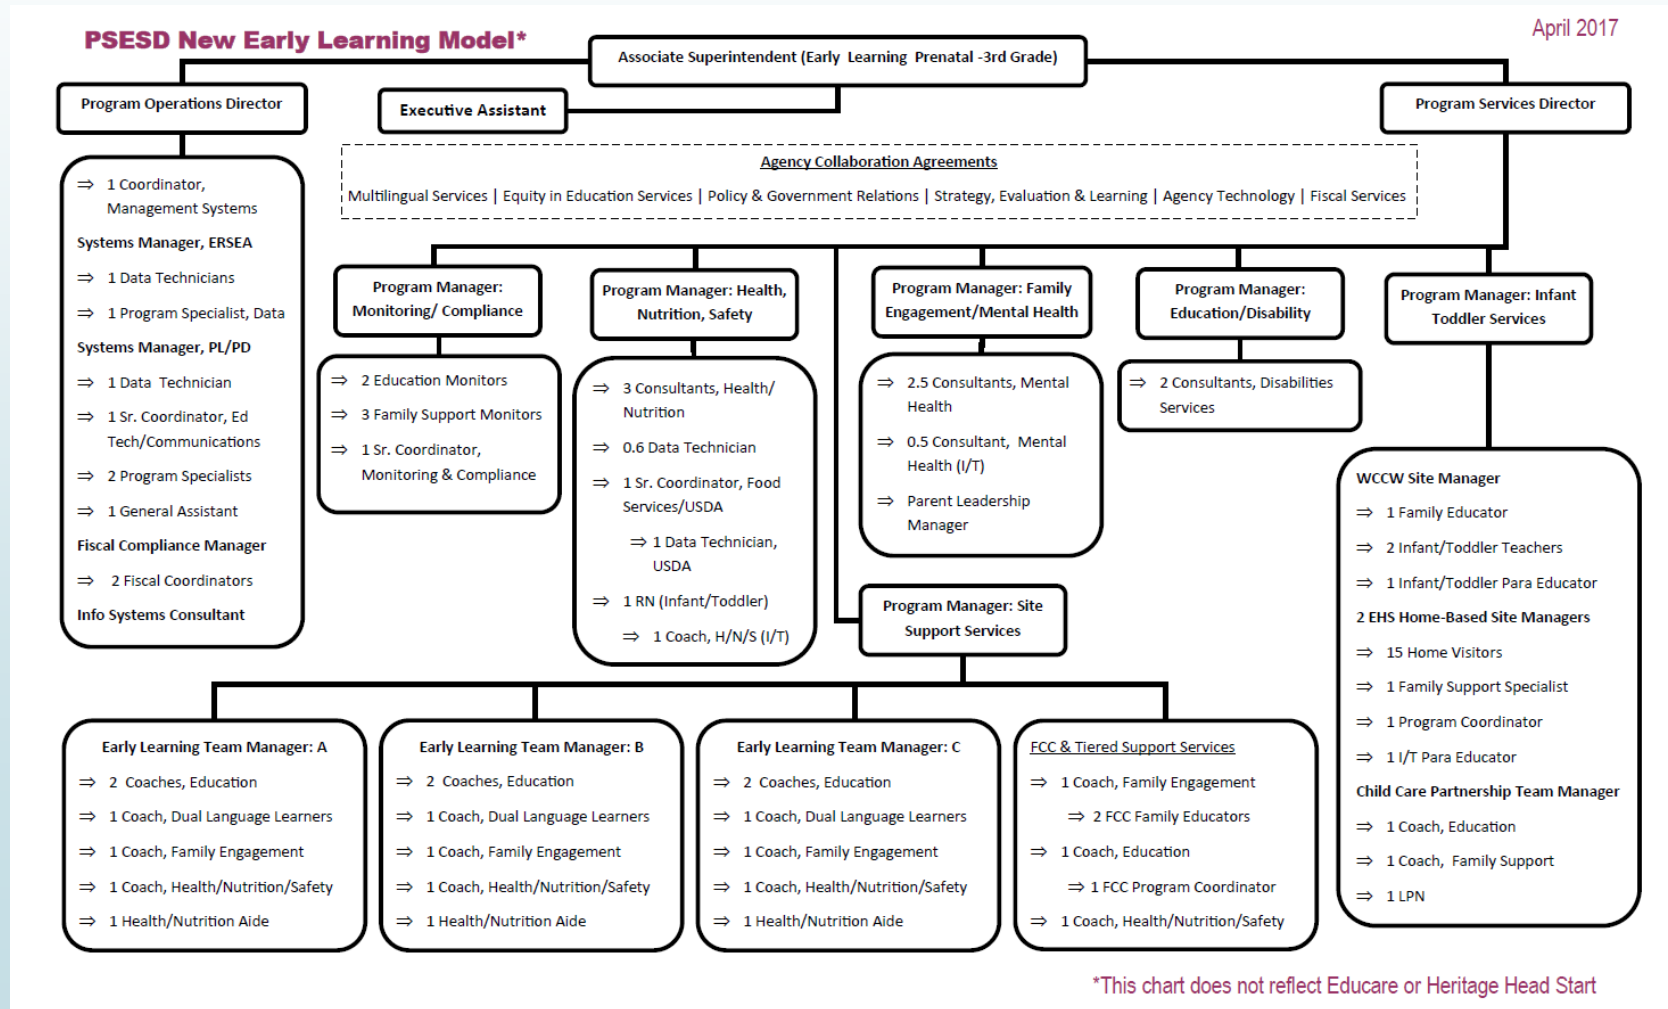 PSESD New Early Learning Model*
April 2017
Associate Superintendent (Early Learning Prenatal -3rd Grade)
Program Operations Director
Executive Assistant
Program Services Director
Agency Collaboration Agreements
Multilingual Services | Equity in Education Services | Policy & Government Relations | Strategy, Evaluation & Learning | Agency Technology | Fiscal Services
⇒ 1 Coordinator,
Management Systems
Systems Manager, ERSEA
⇒ 1 Data Technicians
⇒ 1 Program Specialist, Data
Systems Manager, PL/PD
⇒ 1 Data Technician
⇒ 1 Sr. Coordinator, Ed
Tech/Communications
⇒ 2 Program Specialists
⇒ 1 General Assistant
Fiscal Compliance Manager
⇒ 2 Fiscal Coordinators
Info Systems Consultant
Program Manager:
Monitoring/ Compliance
⇒ 2 Education Monitors
⇒ 3 Family Support Monitors
⇒ 1 Sr. Coordinator,
Monitoring & Compliance
Program Manager: Health,
Nutrition, Safety
⇒ 3 Consultants, Health/
Nutrition
⇒ 0.6 Data Technician
⇒ 1 Sr. Coordinator, Food
Services/USDA
⇒ 1 Data Technician,
USDA
⇒ 1 RN (Infant/Toddler)
⇒ 1 Coach, H/N/S (I/T)
Program Manager: Family
Engagement/Mental Health
⇒ 2.5 Consultants, Mental
Health
⇒ 0.5 Consultant, Mental
Health (I/T)
⇒ Parent Leadership
Manager
Program Manager:
Education/Disability
⇒ 2 Consultants, Disabilities
Services
Program Manager: Infant
Toddler Services
WCCW Site Manager
⇒ 1 Family Educator
⇒ 2 Infant/Toddler Teachers
⇒ 1 Infant/Toddler Para Educator
2 EHS Home-Based Site Managers
⇒ 15 Home Visitors
⇒ 1 Family Support Specialist
⇒ 1 Program Coordinator
⇒ 1 I/T Para Educator
Child Care Partnership Team Manager
⇒ 1 Coach, Education
⇒ 1 Coach, Family Support
⇒ 1 LPN
Program Manager: Site
Support Services
Early Learning Team Manager: A
⇒ 2 Coaches, Education
⇒ 1 Coach, Dual Language Learners
⇒ 1 Coach, Family Engagement
⇒ 1 Coach, Health/Nutrition/Safety
⇒ 1 Health/Nutrition Aide
Early Learning Team Manager: B
⇒ 2 Coaches, Education
⇒ 1 Coach, Dual Language Learners
⇒ 1 Coach, Family Engagement
⇒ 1 Coach, Health/Nutrition/Safety
⇒ 1 Health/Nutrition Aide
Early Learning Team Manager: C
⇒ 2 Coaches, Education
⇒ 1 Coach, Dual Language Learners
⇒ 1 Coach, Family Engagement
⇒ 1 Coach, Health/Nutrition/Safety
⇒ 1 Health/Nutrition Aide
FCC & Tiered Support Services
⇒ 1 Coach, Family Engagement
⇒ 2 FCC Family Educators
⇒ 1 Coach, Education
⇒ 1 FCC Program Coordinator
⇒ 1 Coach, Health/Nutrition/Safety
*This chart does not reflect Educare or Heritage Head Start